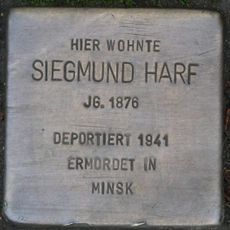 HIER WOHNTE
SIEGMUND HARF
JG. 1876
DEPORTIERT 1941
ERMORDET IN
MINSK